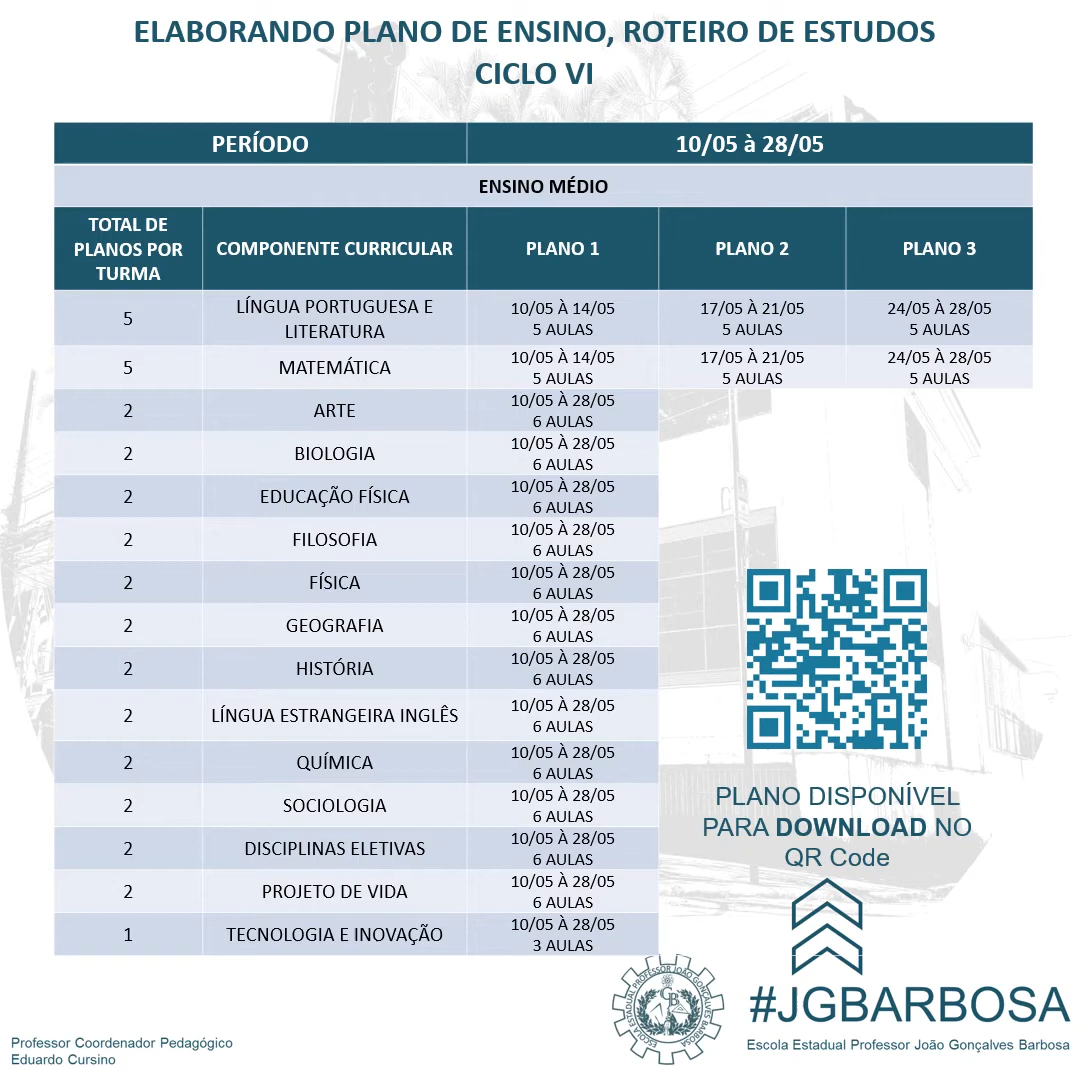 ELABORANDO PLANO DE ENSINO, ROTEIRO DE ESTUDOS
CICLO VI
PERÍODO 10/05 à 28/05
ENSINO MÉDIO
TOTAL DE
PLANOS POR
TURMA
COMPONENTE CURRICULAR PLANO 1 PLANO 2 PLANO 3
5
LÍNGUA PORTUGUESA E
LITERATURA
10/05 À 14/05
5 AULAS
17/05 À 21/05
5 AULAS
24/05 À 28/05
5 AULAS
5
MATEMÁTICA
10/05 À 14/05
5 AULAS
17/05 À 21/05
5 AULAS
24/05 À 28/05
5 AULAS
2
ARTE
10/05 À 28/05
6 AULAS
2
BIOLOGIA
10/05 À 28/05
6 AULAS
2
EDUCAÇÃO FÍSICA
10/05 À 28/05
6 AULAS
2
FILOSOFIA
10/05 À 28/05
6 AULAS
2
FÍSICA
10/05 À 28/05
6 AULAS
2
GEOGRAFIA
10/05 À 28/05
6 AULAS
2
HISTÓRIA
10/05 À 28/05
6 AULAS
2
LÍNGUA ESTRANGEIRA INGLÊS
10/05 À 28/05
6 AULAS
2
QUÍMICA
10/05 À 28/05
6 AULAS
2
SOCIOLOGIA
10/05 À 28/05
6 AULAS
2
DISCIPLINAS ELETIVAS
10/05 À 28/05
6 AULAS
2
PROJETO DE VIDA
10/05 À 28/05
6 AULAS
1
TECNOLOGIA E INOVAÇÃO
10/05 À 28/05
3 AULAS
PLANO DISPONÍVEL
PARA DOWNLOAD NO
QR Code
ESCOLA ESTADUAL PROFESSOR JOÃO GONÇALVES BARBOSA
GB
#JGBARBOSA
Escola Estadual Professor João Gonçalves Barbosa
Professor Coordenador Pedagógico
Eduardo Cursino